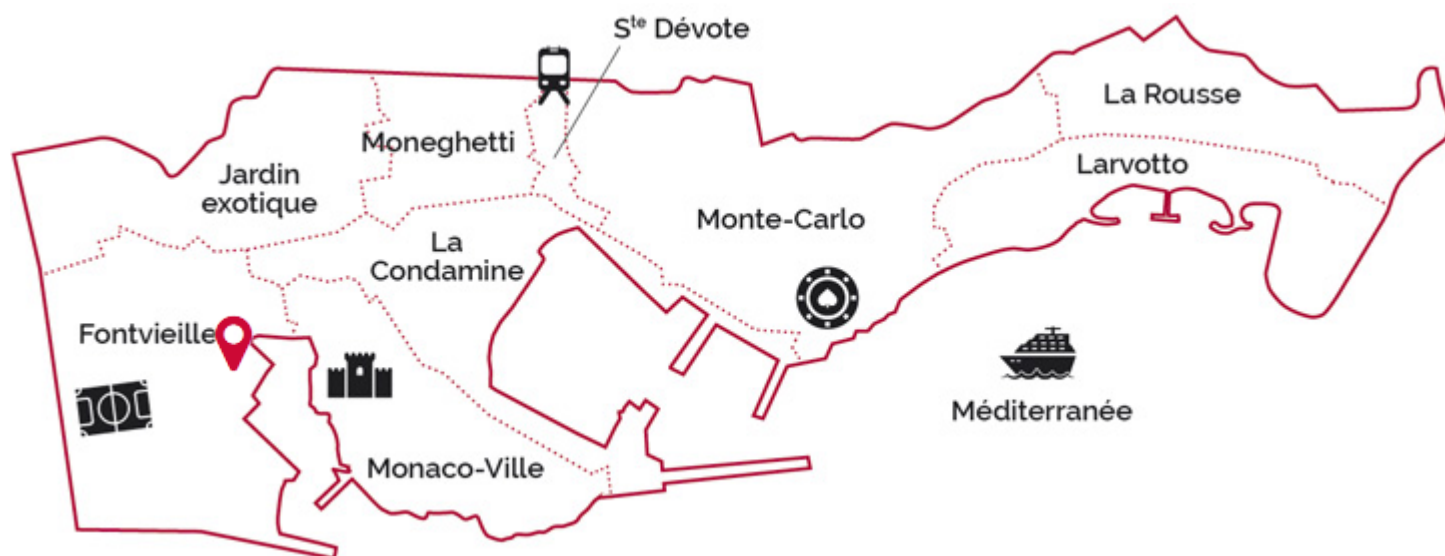 Sᵗᵉ Dévote
La Rousse
Moneghetti
Larvotto
Jardin
exotique
Monte-Carlo
La
Condamine
Fontvieille
Méditerranée
Monaco-Ville